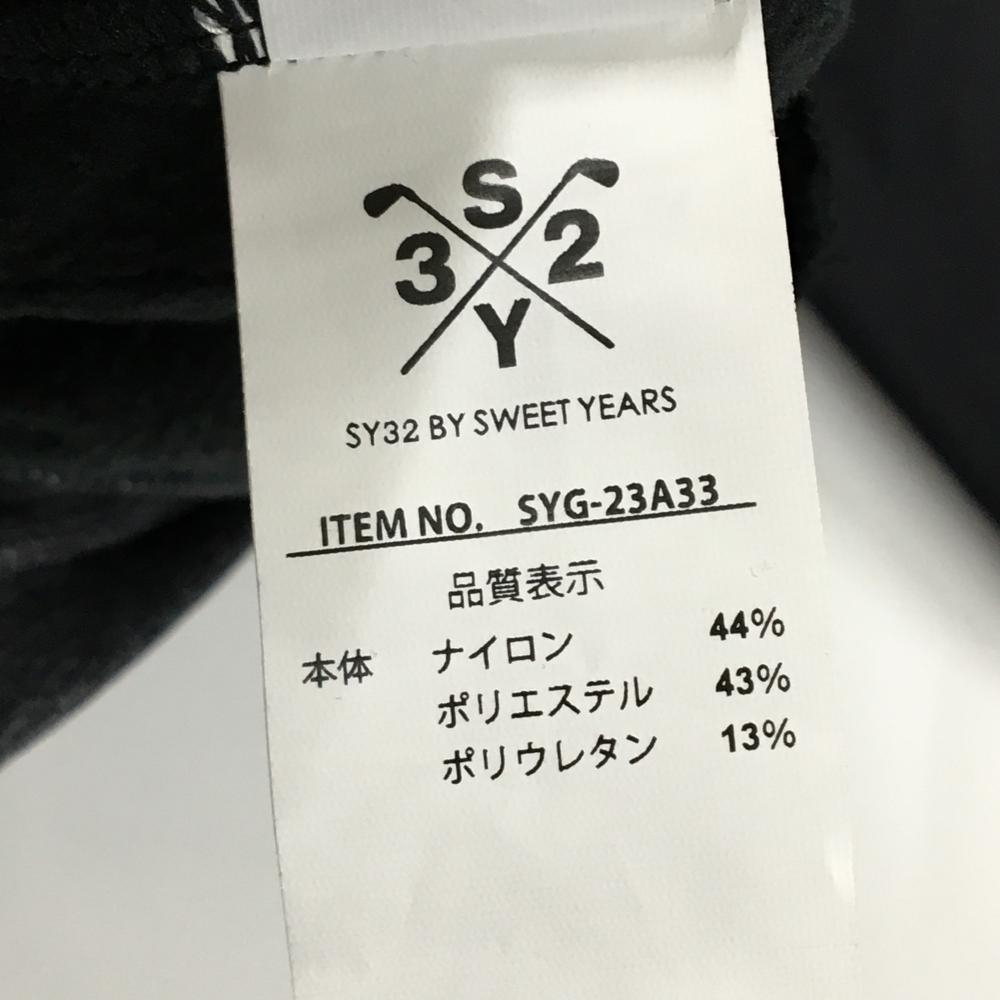 S
3 2
Y
SY32 BY SWEET YEARS
ITEM NO. SYG-23A33
品質表示
本体 ナイロン 44%
ポリエステル 43%
ポリウレタン 13%